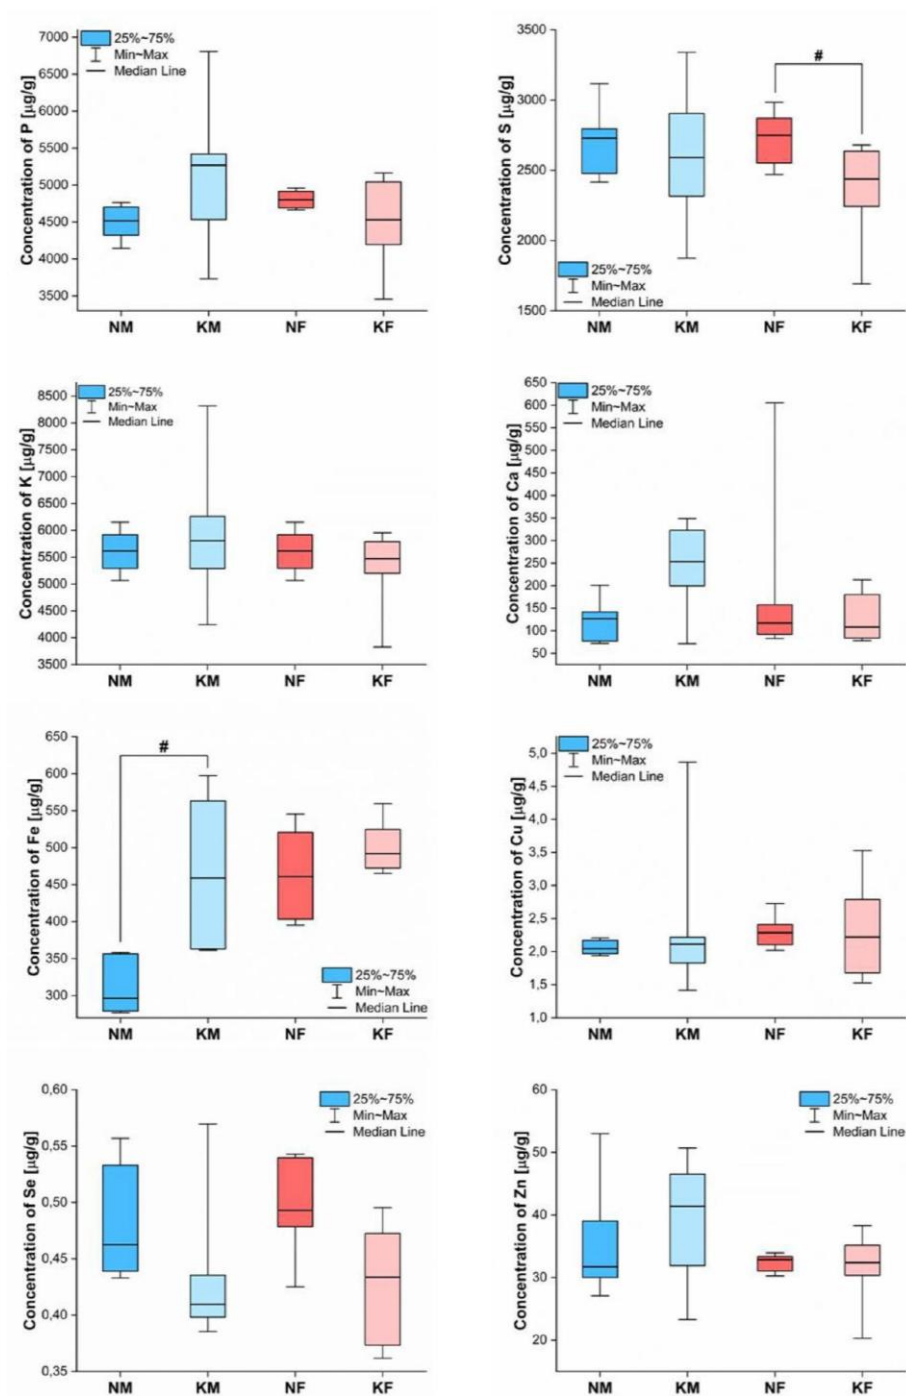 Concentration of P [µg/g]
7000
6500
6000
5500
5000
4500
4000
3500
25%~75%
Min~Max
Median Line
NM KM NF KF
Concentration of S [µg/g]
3500
3000
2500
2000
1500
#
25%~75%
Min~Max
Median Line
NM KM NF KF
Concentration of K [µg/g]
8500
8000
7500
7000
6500
6000
5500
5000
4500
4000
3500
25%~75%
Min~Max
Median Line
NM KM NF KF
Concentration of Ca [µg/g]
650
600
550
500
450
400
350
300
250
200
150
100
50
25%~75%
Min~Max
Median Line
NM KM NF KF
Concentration of Fe [µg/g]
650
600
550
500
450
400
350
300
#
25%~75%
Min~Max
Median Line
NM KM NF KF
Concentration of Cu [µg/g]
5,0
4,5
4,0
3,5
3,0
2,5
2,0
1,5
1,0
25%~75%
Min~Max
Median Line
NM KM NF KF
Concentration of Se [µg/g]
0,60
0,55
0,50
0,45
0,40
0,35
25%~75%
Min~Max
Median Line
NM KM NF KF
Concentration of Zn [µg/g]
60
50
40
30
20
25%~75%
Min~Max
Median Line
NM KM NF KF